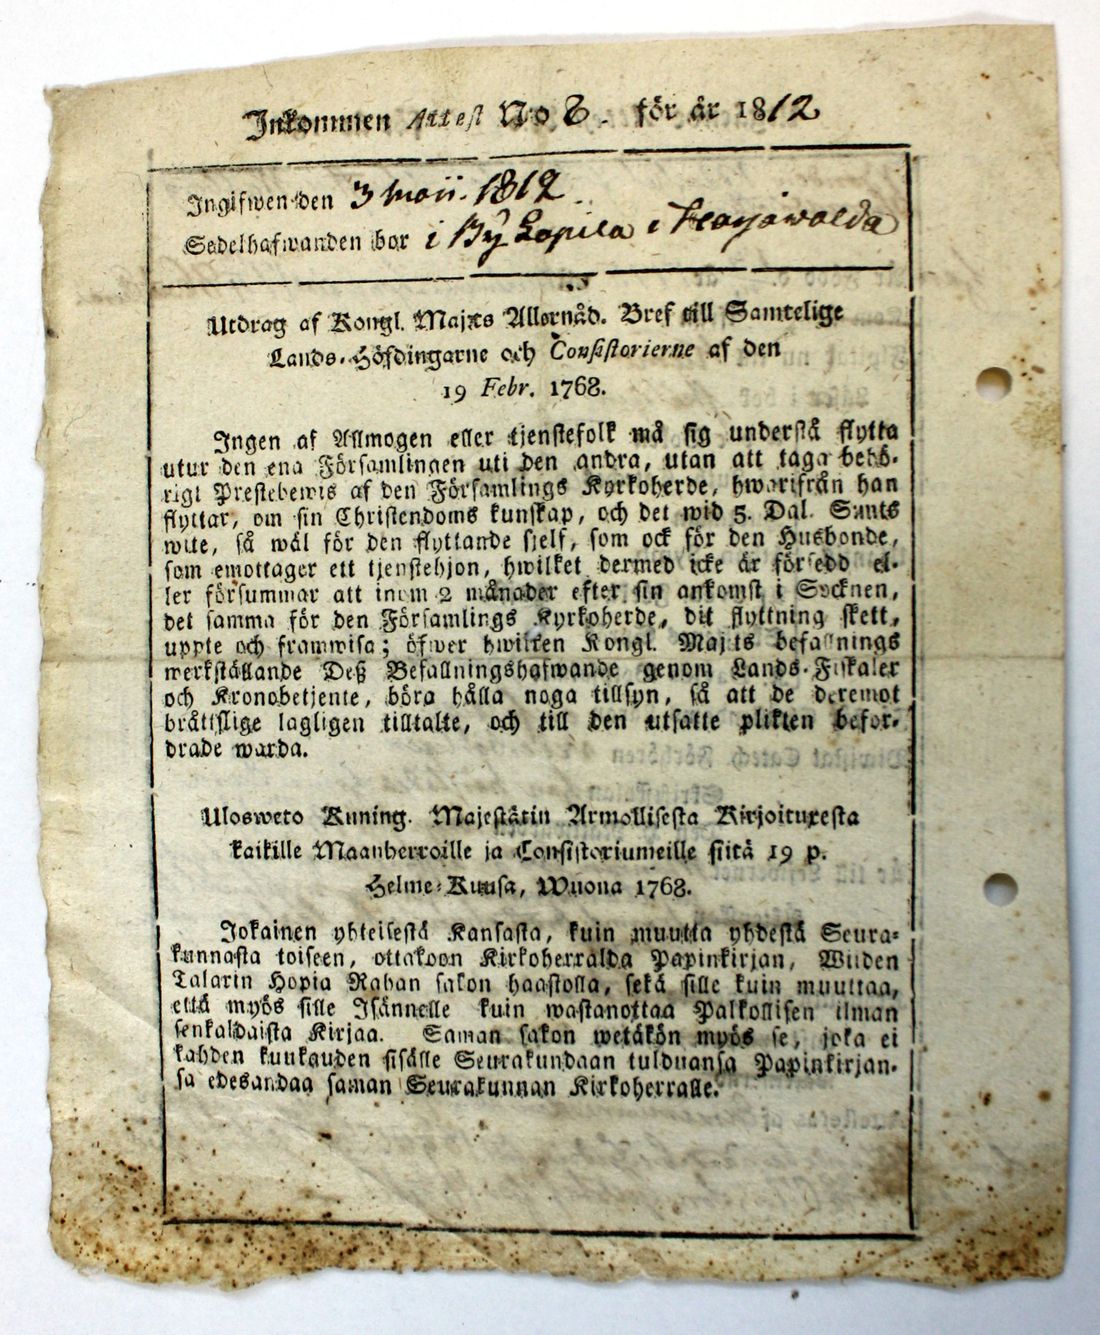 Inkommen Attest No 8. för år 1812
Ingifwen den 3 Maii. 1812.
Sedelhafwanden bor i By Lapila i
Utdrag af Kongl. Majts Allernåd. Bref till Samtelige
Lands-Höfdingarne och Consistorierne af den
19 Febr. 1768.
Ingen af Allmogen eller tjenstefolk må sig understå flytta
utur den ena Församlingen uti den andra, utan att taga behö-
rigt Prestebewis af den Församlings Kyrkoherde, hwarifrån han
flyttar, om sin Christendoms kunskap, och det wid 5. Dal. Smts
wite, så wäl för den flyttande sjelf, som ock för den Husbonde,
som emottager ett tjenstehjon, hwilket dermed icke är försedd el-
ler försummar att inom 2 månader efter sin ankomst i Socknen,
det samma för den Församlings Kyrkoherde, dit flyttning skett,
uppte och framwisa; öfwer hwilken Kongl. Majts befallnings
werkställande Deß Befallningshafwande genom Lands-Fiskaler
och Kronobetjente, böra hålla noga tillsyn, så att de deremot
bråttslige lagligen tilltalte, och till den utsatte plikten befor-
drade warda.
Ulosweto Kuning. Majestätin Armollisesta Kirjoituxesta
kaikille Maanherroille ja Consistoriumeille siitä 19 p.
Helme-Kuusa, Wuona 1768.
Jokainen yhteisestä Kansasta, kuin muutta yhdestä Seura-
kunnasta toiseen, ottakoon Kirkoherralda Papinkirjan, Wiiden
Talarin Hopia Rahan sakon haastolla, sekä sille kuin muuttaa,
että myös sille Isännelle kuin wastanottaa Palkollisen ilman
senkaldaista Kirjaa. Saman sakon wetäkön myös se, joka ei
kahden kuukauden sisälle Seurakundaan tulduansa Papinkirjan-
sa edesandaa saman Seurakunnan Kirkoherralle.